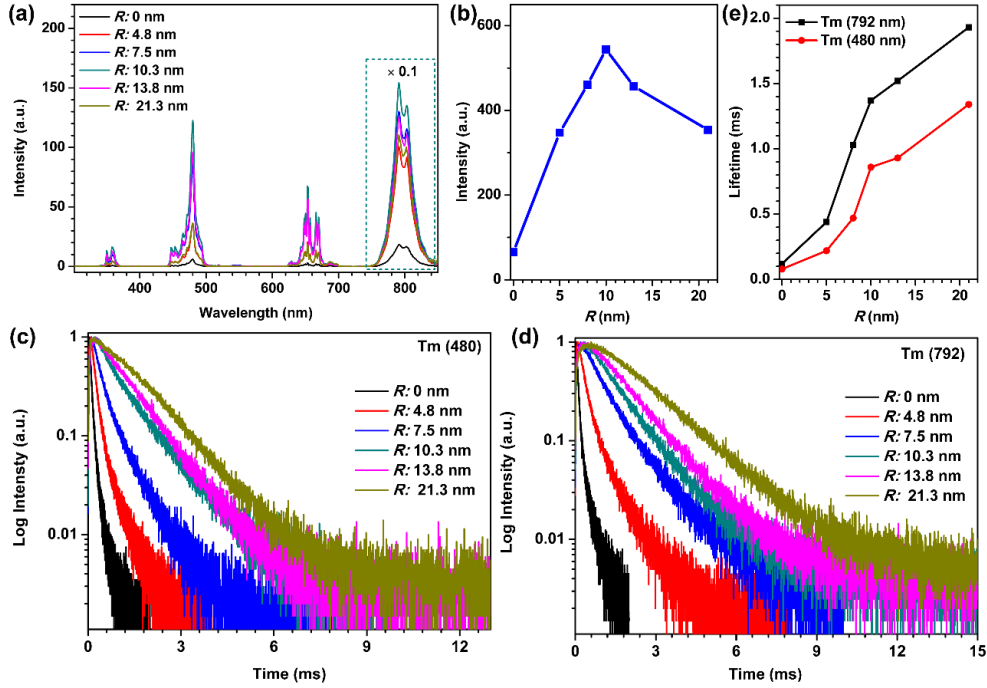 (a)
R: 0 nm
R: 4.8 nm
R: 7.5 nm
R: 10.3 nm
R: 13.8 nm
R: 21.3 nm
× 0.1
200
150
100
50
0
Intensity (a.u.)
400 500 600 700 800
Wavelength (nm)
(b)
600
400
200
0
Intensity (a.u.)
0 5 10 15 20
R (nm)
(e)
Tm (792 nm)
Tm (480 nm)
2.0
1.5
1.0
0.5
0.0
Lifetime (ms)
0 5 10 15 20
R (nm)
(c)
Tm (480)
R: 0 nm
R: 4.8 nm
R: 7.5 nm
R: 10.3 nm
R: 13.8 nm
R: 21.3 nm
1
0.1
0.01
Log Intensity (a.u.)
0 3 6 9 12
Time (ms)
(d)
Tm (792)
R: 0 nm
R: 4.8 nm
R: 7.5 nm
R: 10.3 nm
R: 13.8 nm
R: 21.3 nm
1
0.1
0.01
Log Intensity (a.u.)
0 3 6 9 12 15
Time (ms)